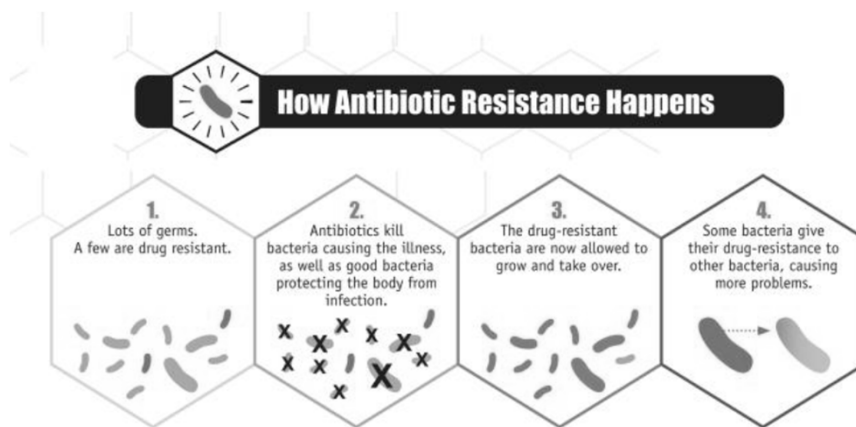 How Antibiotic Resistance Happens
1.
Lots of germs.
A few are drug resistant.
2.
Antibiotics kill
bacteria causing the illness,
as well as good bacteria
protecting the body from
infection.
X X X X X X X X X X
3.
The drug-resistant
bacteria are now allowed to
grow and take over.
4.
Some bacteria give
their drug-resistance to
other bacteria, causing
more problems.